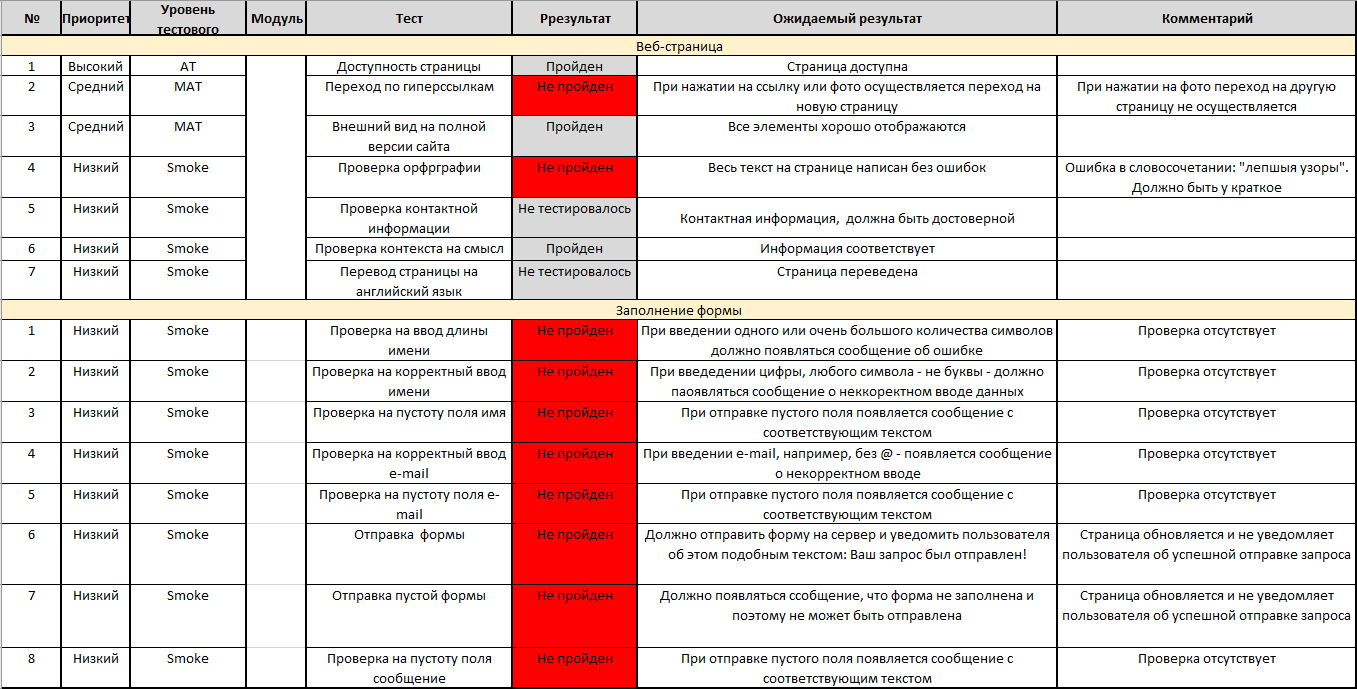 № Приоритет Уровень тестового Модуль Тест Ррезультат Ожидаемый результат Комментарий
Веб-страница
1 Высокий АТ Доступность страницы Пройден Страница доступна
2 Средний МАТ Переход по гиперссылкам Не пройден При нажатии на ссылку или фото осуществляется переход на новую страницу При нажатии на фото переход на другую страницу не осуществляется
3 Средний МАТ Внешний вид на полной версии сайта Пройден Все элементы хорошо отображаются
4 Низкий Smoke Проверка орфрграфии Не пройден Весь текст на странице написан без ошибок Ошибка в словосочетании: "лепшыя узоры". Должно быть у краткое
5 Низкий Smoke Проверка контактной информации Не тестировалось Контактная информация, должна быть достоверной
6 Низкий Smoke Проверка контекста на смысл Пройден Информация соответствует
7 Низкий Smoke Перевод страницы на английский язык Не тестировалось Страница переведена
Заполнение формы
1 Низкий Smoke Проверка на ввод длины имени Не пройден При введении одного или очень большого количества символов должно появляться сообщение об ошибке Проверка отсутствует
2 Низкий Smoke Проверка на корректный ввод имени Не пройден При введедении цифры, любого символа - не буквы - должно паоявляться сообщение о неккоректном вводе данных Проверка отсутствует
3 Низкий Smoke Проверка на пустоту поля имя Не пройден При отправке пустого поля появляется сообщение с соответствующим текстом Проверка отсутствует
4 Низкий Smoke Проверка на корректный ввод e-mail Не пройден При введении e-mail, например, без @ - появляется сообщение о некорректном вводе Проверка отсутствует
5 Низкий Smoke Проверка на пустоту поля e-mail Не пройден При отправке пустого поля появляется сообщение с соответствующим текстом Проверка отсутствует
6 Низкий Smoke Отправка формы Не пройден Должно отправить форму на сервер и уведомить пользователя об этом подобным текстом: Ваш запрос был отправлен! Страница обновляется и не уведомляет пользователя об успешной отправке запроса
7 Низкий Smoke Отправка пустой формы Не пройден Должно появляться ссобщение, что форма не заполнена и поэтому не может быть отправлена Страница обновляется и не уведомляет пользователя об успешной отправке запроса
8 Низкий Smoke Проверка на пустоту поля сообщение Не пройден При отправке пустого поля появляется сообщение с соответствующим текстом Проверка отсутствует